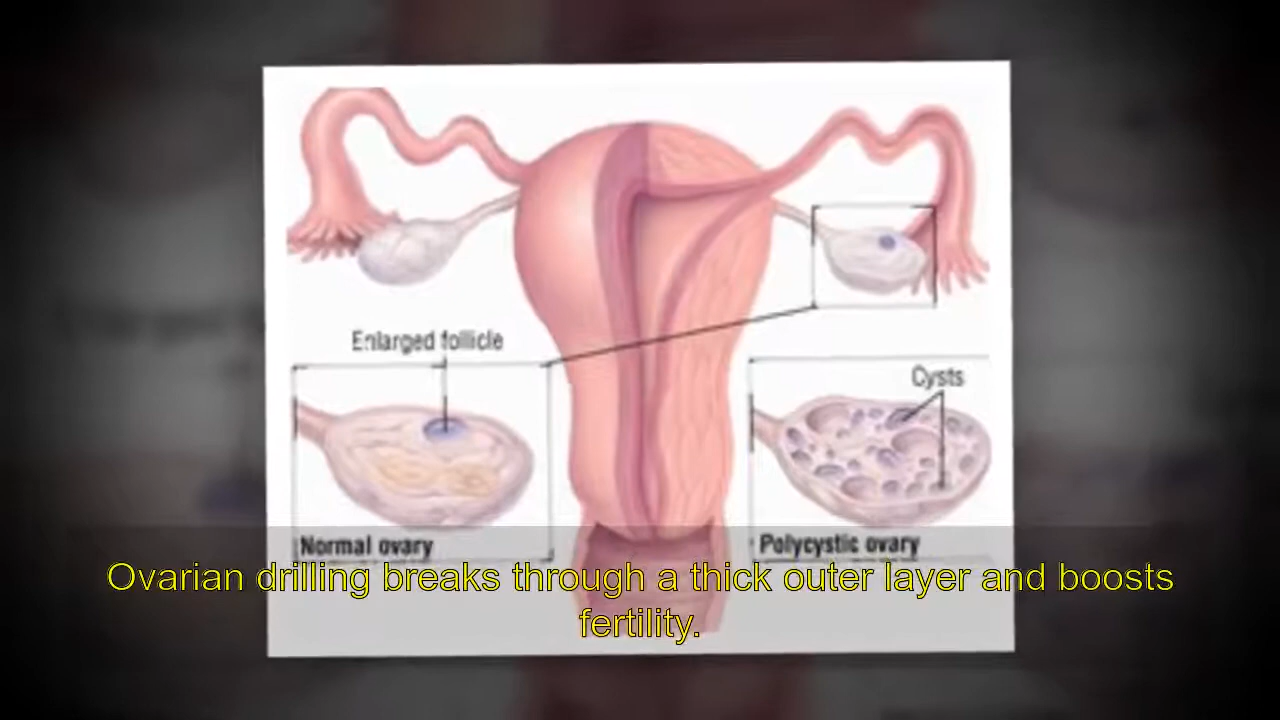 Enlarged follicle
Cysts
Normal ovary
Polycystic ovary
Ovarian drilling breaks through a thick outer layer and boosts
fertility.